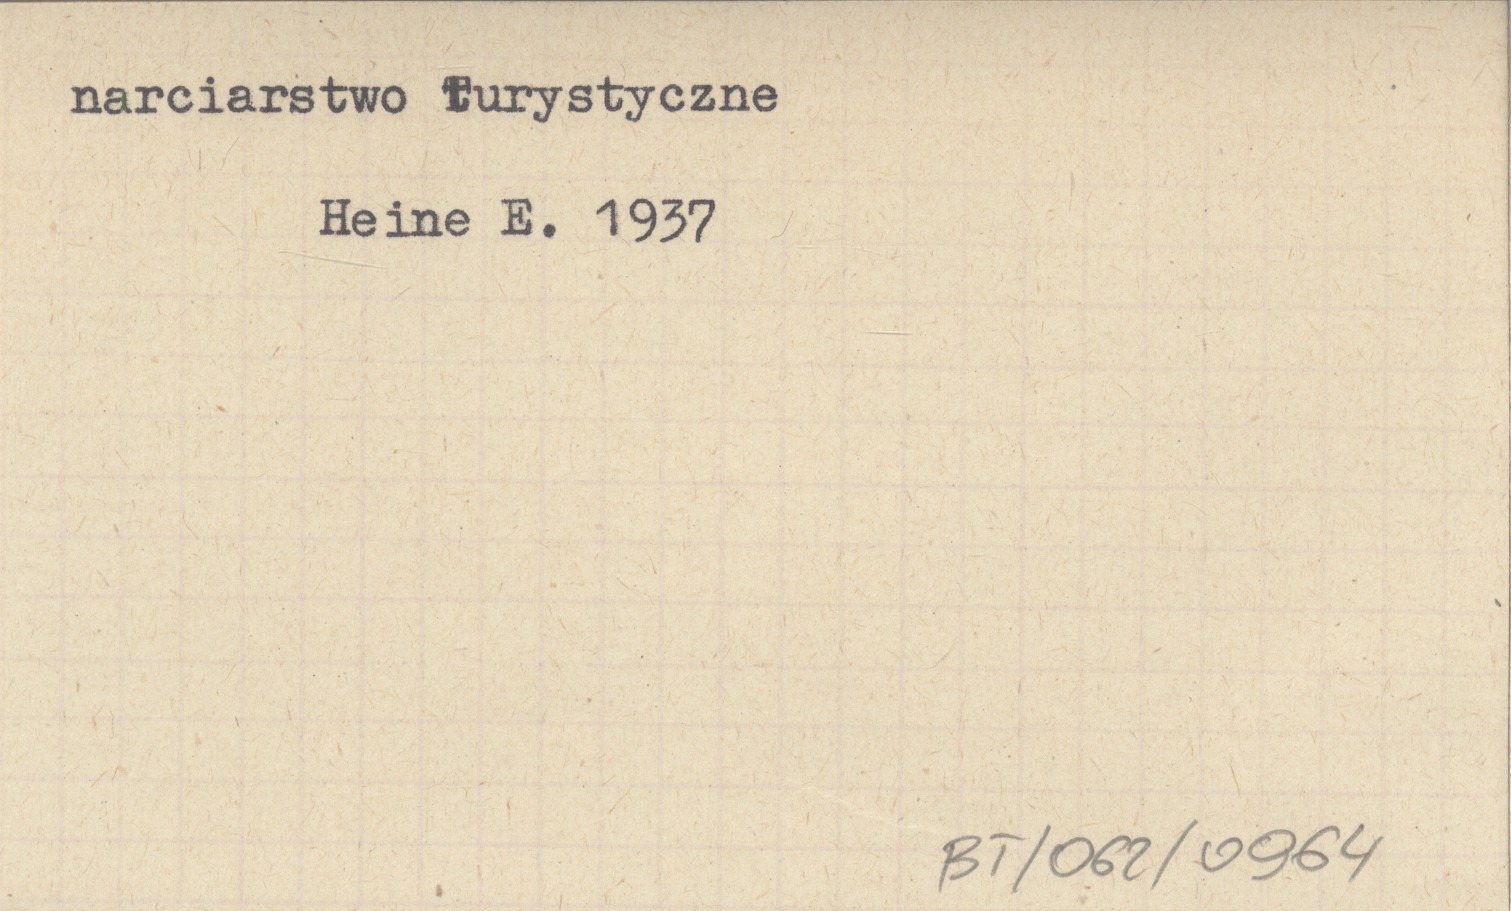 narciarstwo turystyczne
Heine E. 1937
BT/062/0964